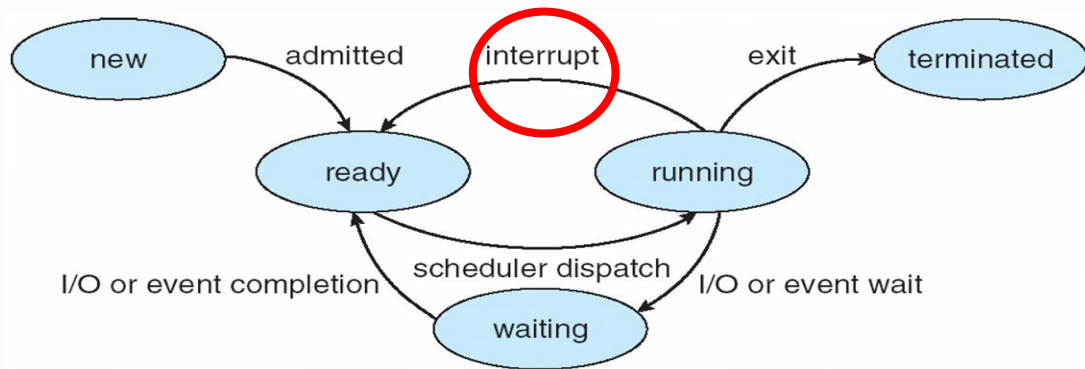 new
admitted
interrupt
exit
terminated
ready
running
scheduler dispatch
I/O or event completion
I/O or event wait
waiting